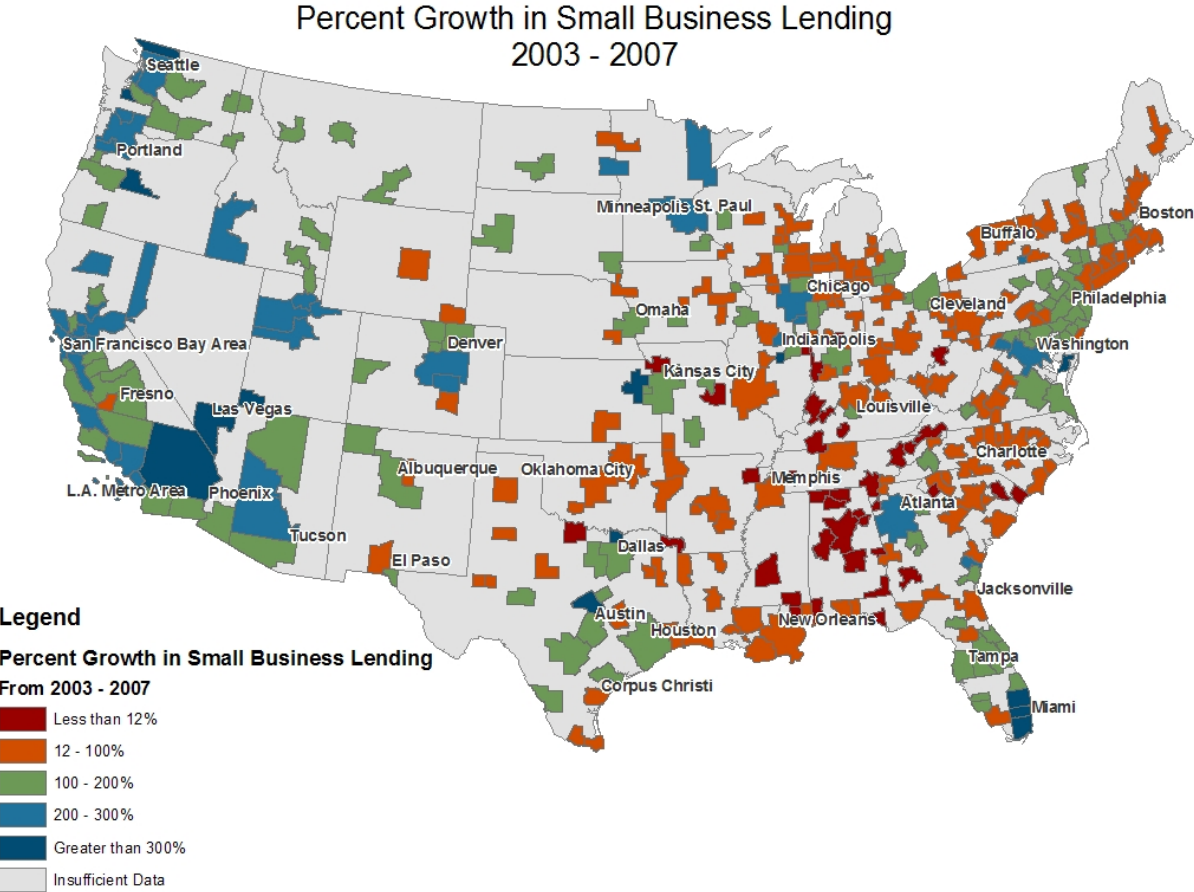 Percent Growth in Small Business Lending
2003 - 2007
Seattle
Portland
Minneapolis St. Paul
Boston
Buffalo
Chicago
Cleveland
Philadelphia
Omaha
San Francisco Bay Area
Denver
Indianapolis
Washington
Kansas City
Fresno
Las Vegas
Louisville
Charlotte
Albuquerque
Oklahoma City
Memphis
L.A. Metro Area
Phoenix
Atlanta
Tucson
Dallas
El Paso
Jacksonville
Austin
New Orleans
Houston
Tampa
Corpus Christi
Miami
Legend
Percent Growth in Small Business Lending
From 2003 - 2007
Less than 12%
12 - 100%
100 - 200%
200 - 300%
Greater than 300%
Insufficient Data